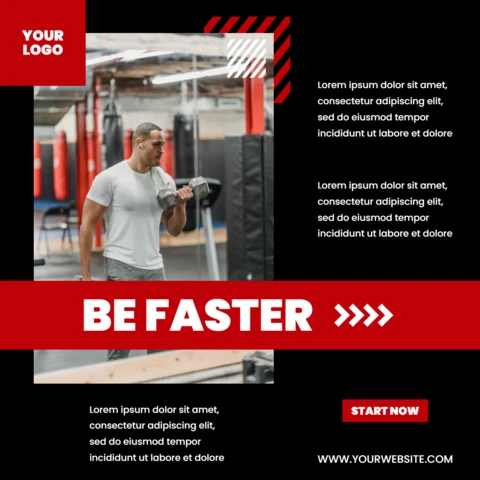 YOUR
LOGO
Lorem ipsum dolor sit amet,
consectetur adipiscing elit,
sed do eiusmod tempor
incididunt ut labore et dolore
Lorem ipsum dolor sit amet,
consectetur adipiscing elit,
sed do eiusmod tempor
incididunt ut labore et dolore
BE FASTER
Lorem ipsum dolor sit amet,
consectetur adipiscing elit,
sed do eiusmod tempor
incididunt ut labore et dolore
START NOW
WWW.YOURWEBSITE.COM